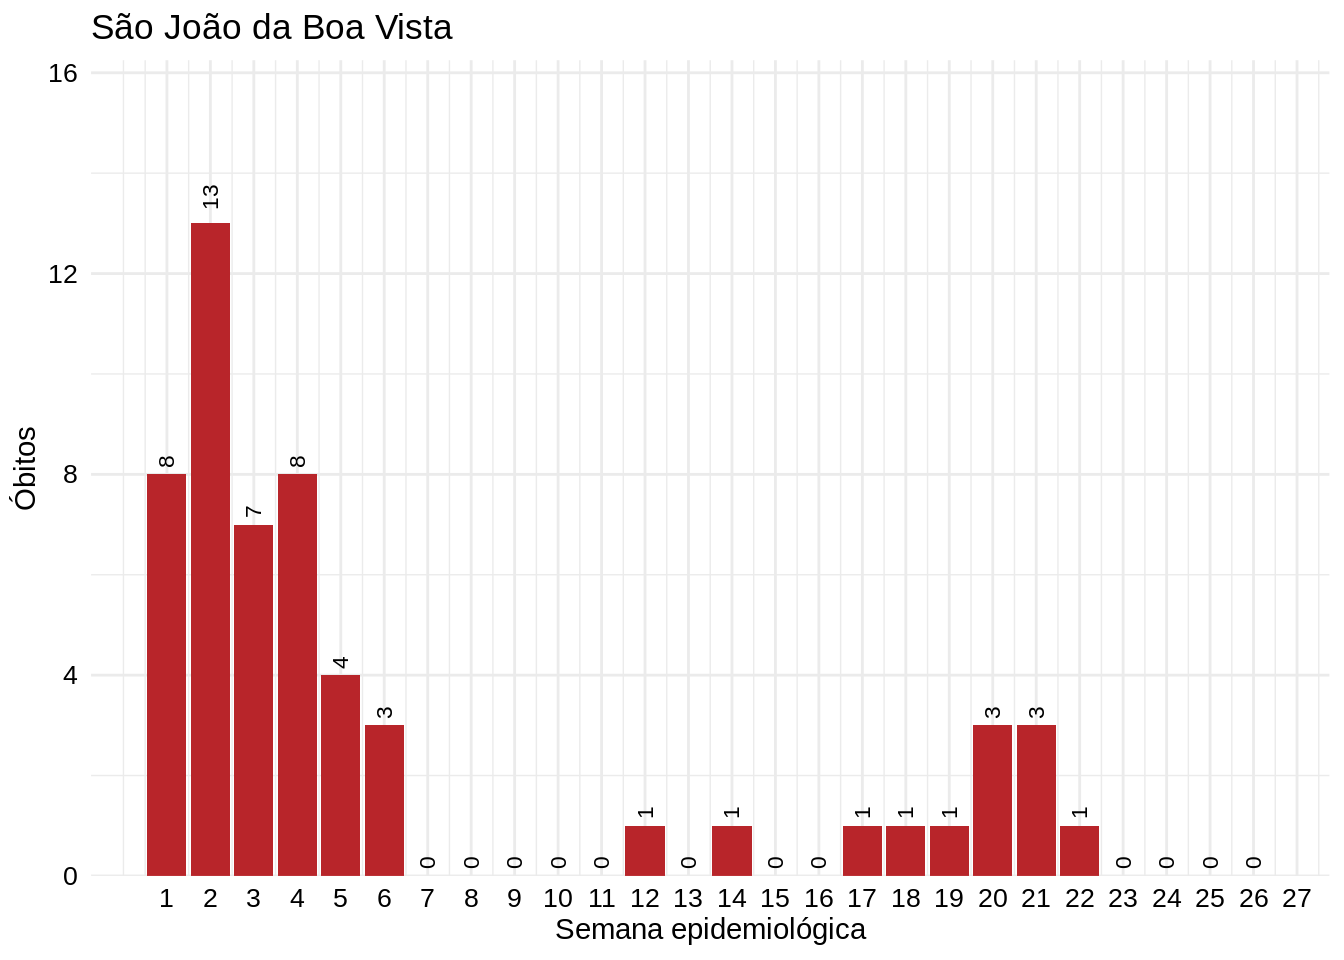 São João da Boa Vista
Óbitos
16
12
8
4
0
8 13 7 8 4 3 0 0 0 0 0 1 0 1 0 0 1 1 1 3 3 1 0 0 0 0
1 2 3 4 5 6 7 8 9 10 11 12 13 14 15 16 17 18 19 20 21 22 23 24 25 26 27
Semana epidemiológica